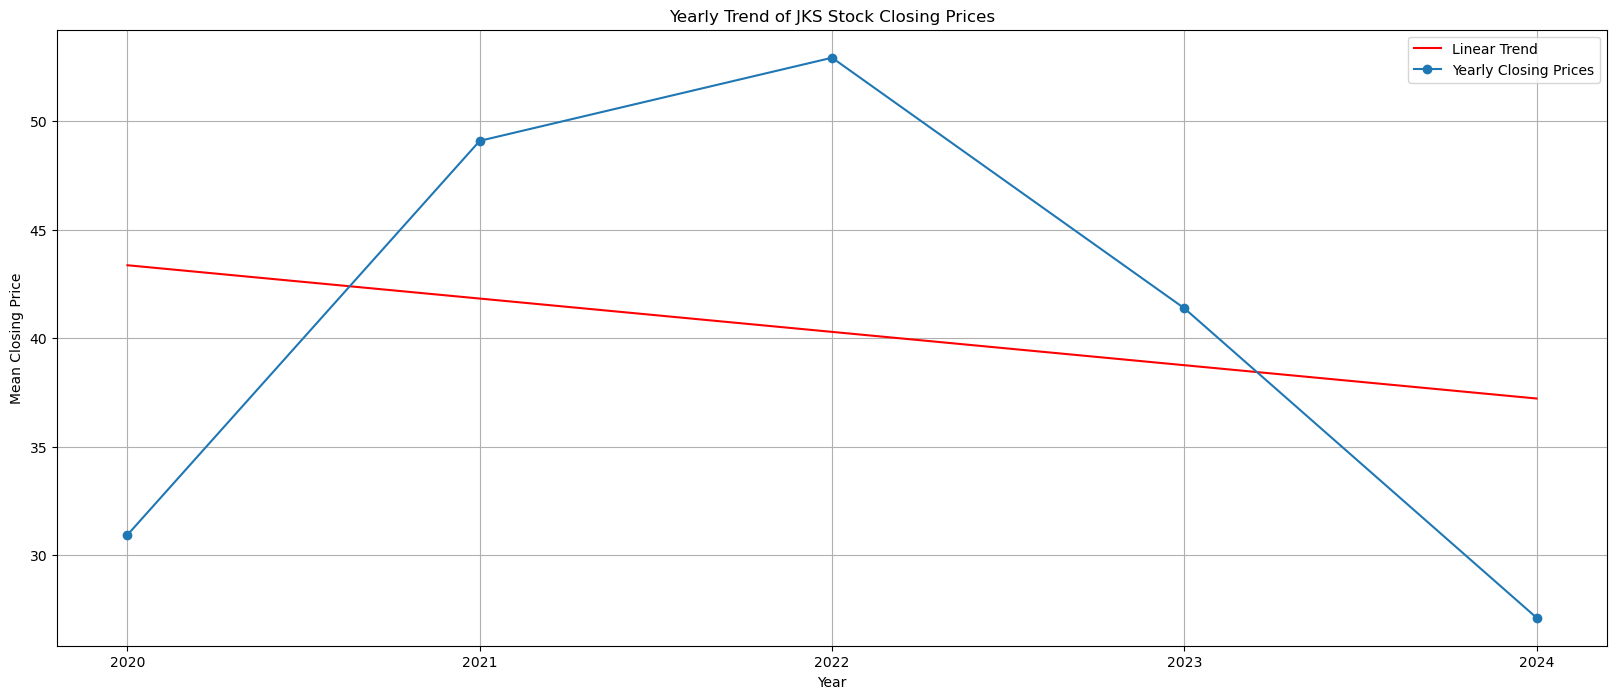 Yearly Trend of JKS Stock Closing Prices
Linear Trend
Yearly Closing Prices
Mean Closing Price
50
45
40
35
30
2020 2021 2022 2023 2024
Year